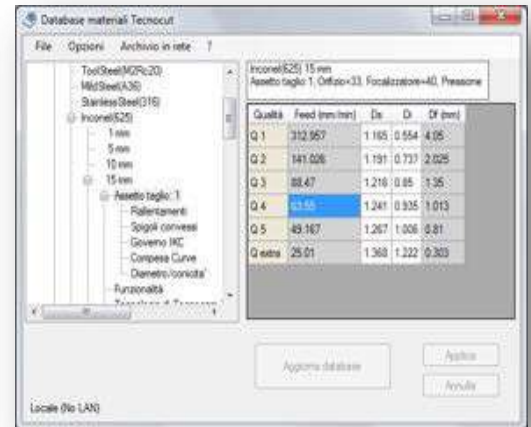 Database materiali Tecnocut
File Opzioni Archivio in rete ?
ToolSteel(M2Rc20)
MildSteel(A36)
StainlessSteel(316)
Inconel(625)
1 mm
5 mm
10 mm
15 mm
Assetto taglio: 1
Rallentamenti
Spigoli convessi
Governo IKC
Compensa Curve
Diametro/conicita'
Funzionalità
Inconel(625) 15 mm
Assetto taglio: 1, Orifizio=33, Focalizzatore=40, Pressione
Qualità Feed (mm/min) Ds Di Df (mm)
Q 1 312.957 1.165 0.554 4.05
Q 2 141.026 1.191 0.737 2.025
Q 3 88.47 1.216 0.85 1.35
Q 4 63.55 1.241 0.935 1.013
Q 5 49.167 1.267 1.006 0.81
Q extra 25.01 1.368 1.222 0.303
Aggiorna database
Applica
Annulla
Locale (No LAN)